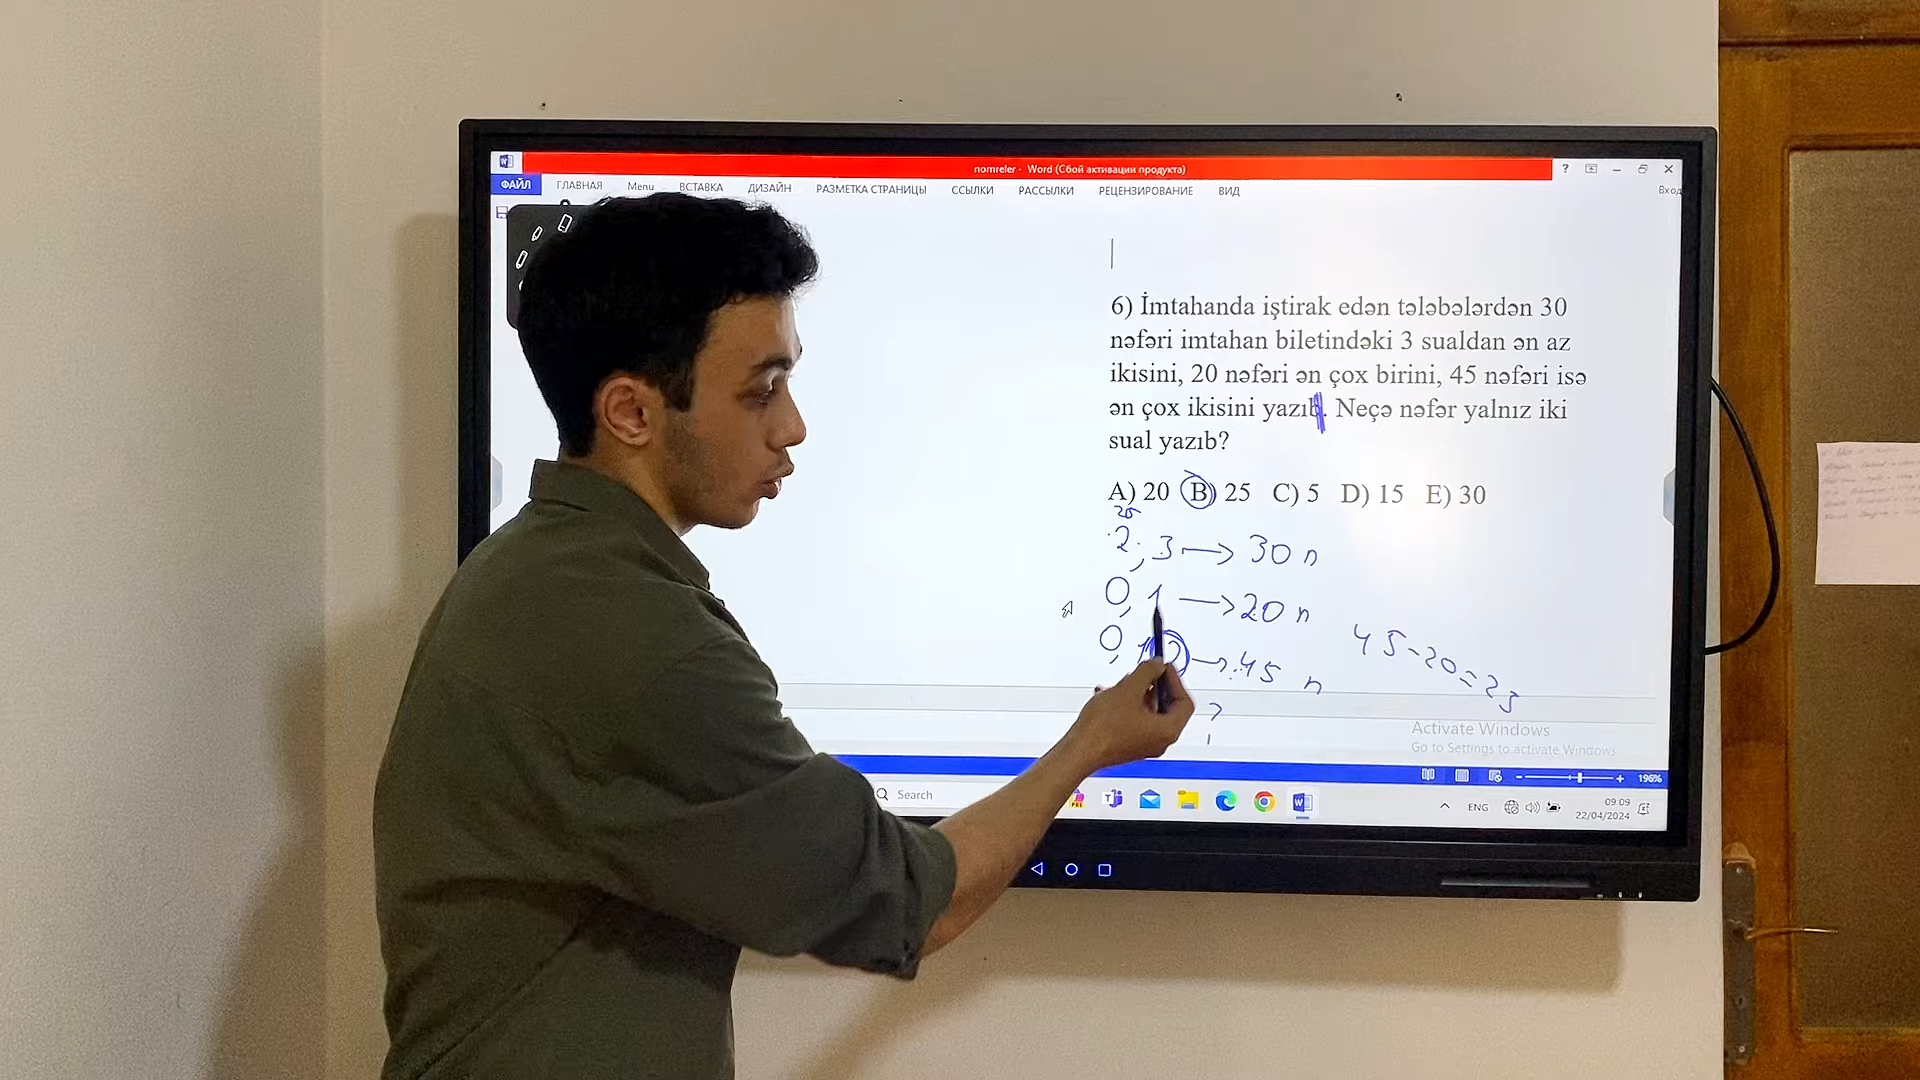 nomreler - Word (Сбой активации продукта)
ФАЙЛ ГЛАВНАЯ Menu ВСТАВКА ДИЗАЙН РАЗМЕТКА СТРАНИЦЫ ССЫЛКИ РАССЫЛКИ РЕЦЕНЗИРОВАНИЕ ВИД Вход
6) İmtahanda iştirak edən tələbələrdən 30
nəfəri imtahan biletindəki 3 sualdan ən az
ikisini, 20 nəfəri ən çox birini, 45 nəfəri isə
ən çox ikisini yazıb. Neçə nəfər yalnız iki
sual yazıb?
A) 20 B) 25 C) 5 D) 15 E) 30
25
2, 3 → 30 n
0, 1 → 20 n
0, 1 2 → 45 n
45-20=25
Activate Windows
Go to Settings to activate Windows
196%
Search
ENG
09:09
22/04/2024